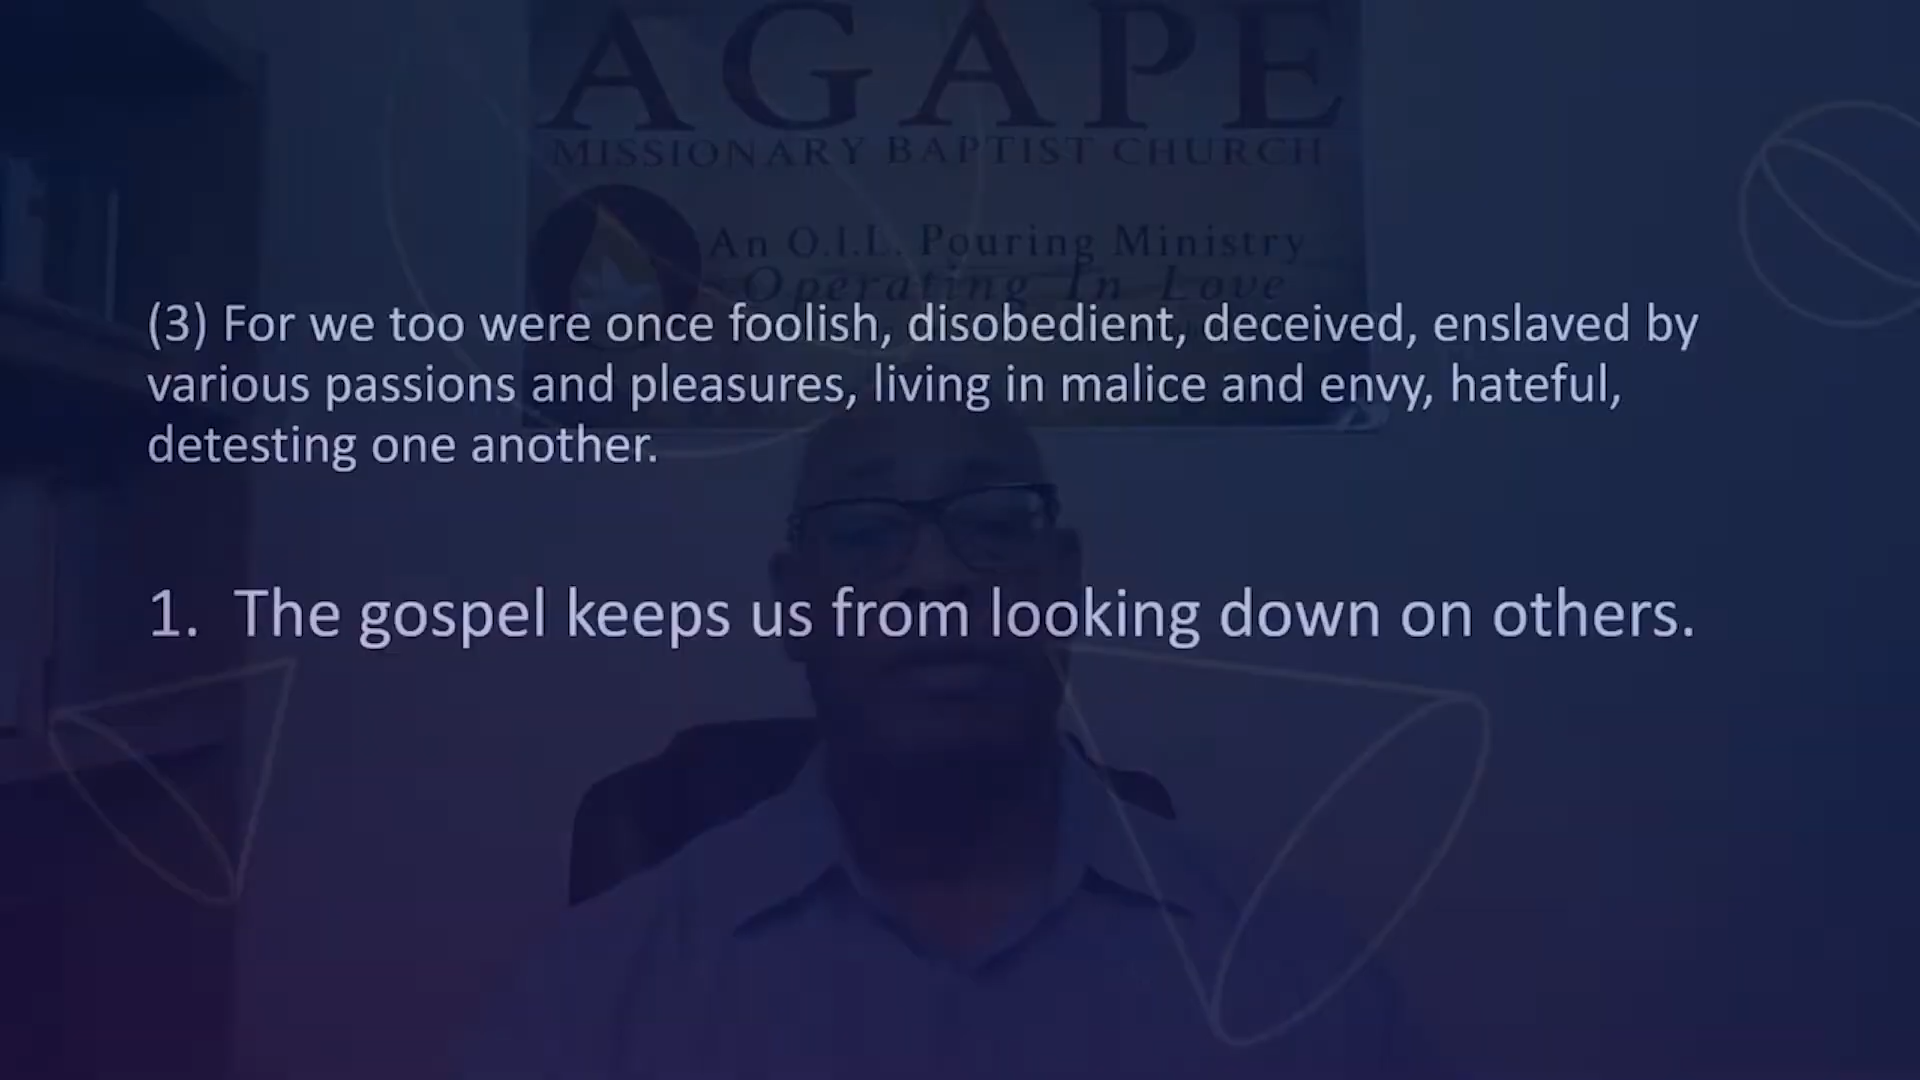 AGAPE
MISSIONARY BAPTIST CHURCH
An O.I.L. Pouring Ministry
Operating In Love
(3) For we too were once foolish, disobedient, deceived, enslaved by
various passions and pleasures, living in malice and envy, hateful,
detesting one another.
1. The gospel keeps us from looking down on others.